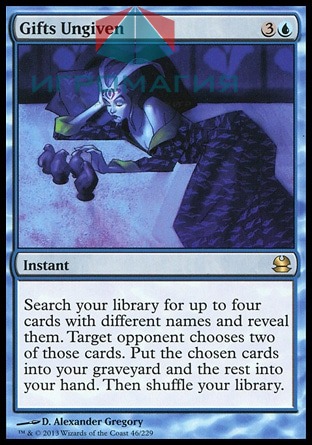 Gifts Ungiven 3
ИГРОМАГИЯ
Instant
Search your library for up to four
cards with different names and reveal
them. Target opponent chooses two
of those cards. Put the chosen cards
into your graveyard and the rest into
your hand. Then shuffle your library.
D. Alexander Gregory
™ & © 2013 Wizards of the Coast 46/229